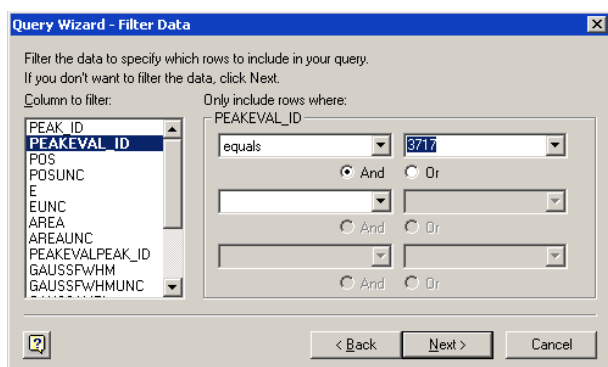 Query Wizard - Filter Data
Filter the data to specify which rows to include in your query.
If you don't want to filter the data, click Next.
Column to filter:
Only include rows where:
PEAK_ID
PEAKEVAL_ID
POS
POSUNC
E
EUNC
AREA
AREAUNC
PEAKEVALPEAK_ID
GAUSSFWHM
GAUSSFWHMUNC
PEAKEVAL_ID
equals 3717
And Or
And Or
And Or
< Back Next > Cancel